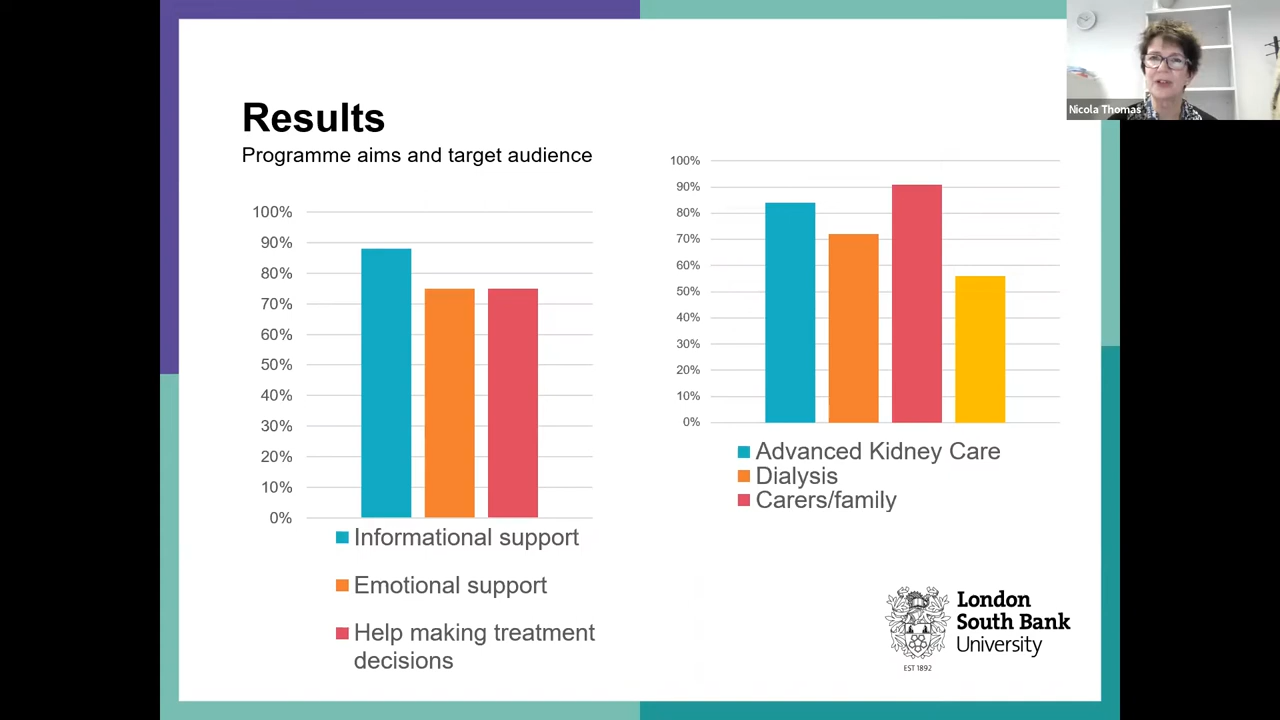 Results
Programme aims and target audience
100%
90%
80%
70%
60%
50%
40%
30%
20%
10%
0%
Informational support
Emotional support
Help making treatment
decisions
100%
90%
80%
70%
60%
50%
40%
30%
20%
10%
0%
Advanced Kidney Care
Dialysis
Carers/family
London
South Bank
University
EST 1892
Nicola Thomas